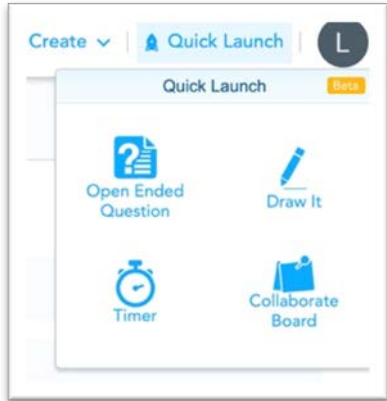 Create Quick Launch L
Quick Launch Beta
Open Ended Draw It
Question
Timer Collaborate
Board